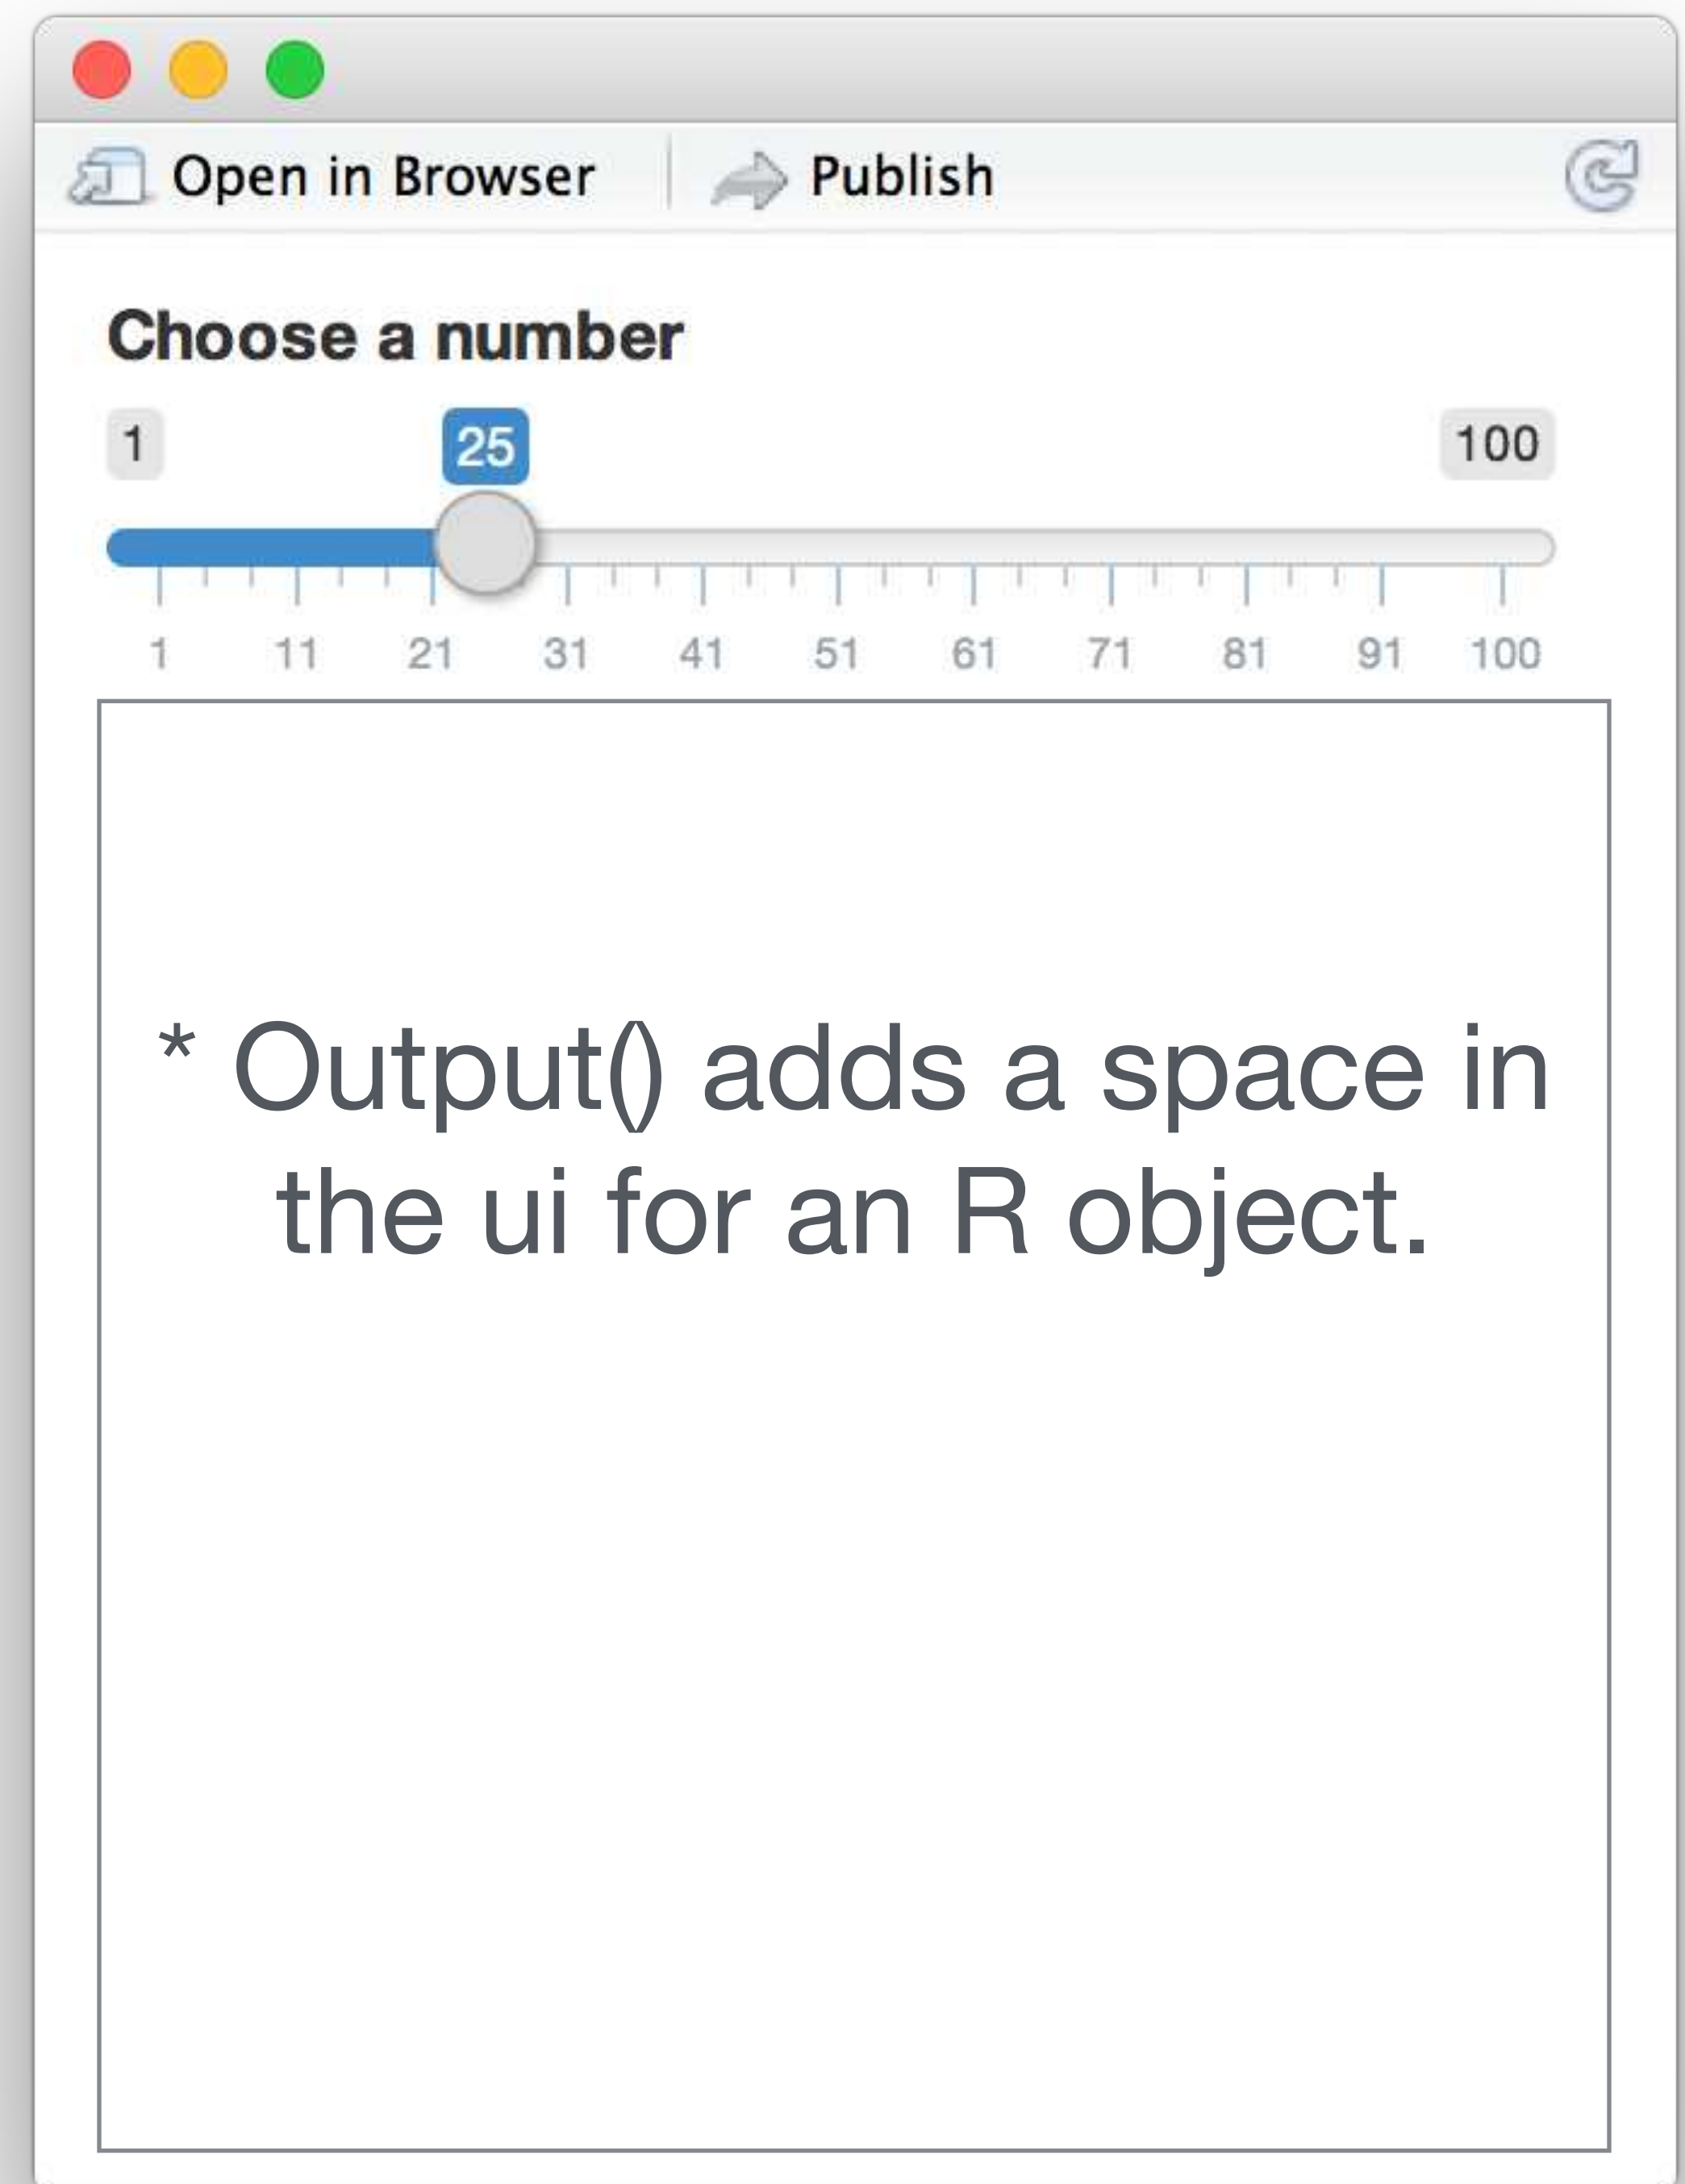 Open in Browser Publish
Choose a number
1 25 100
1 11 21 31 41 51 61 71 81 91 100
* Output() adds a space in
the ui for an R object.